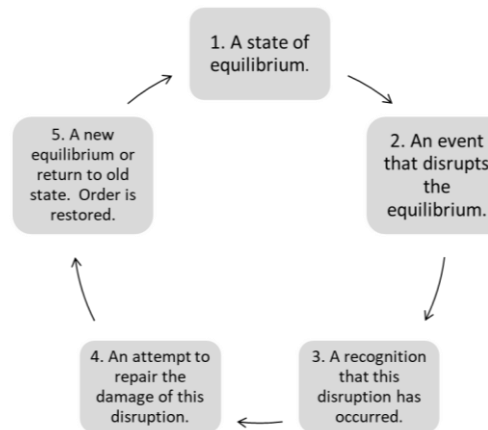 1. A state of
equilibrium.
2. An event
that disrupts
the
equilibrium.
3. A recognition
that this
disruption has
occurred.
4. An attempt to
repair the
damage of this
disruption.
5. A new
equilibrium or
return to old
state. Order is
restored.